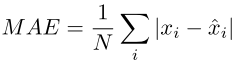 MAE = \frac{1}{N} \sum_{i} |x_i - \hat{x}_i|